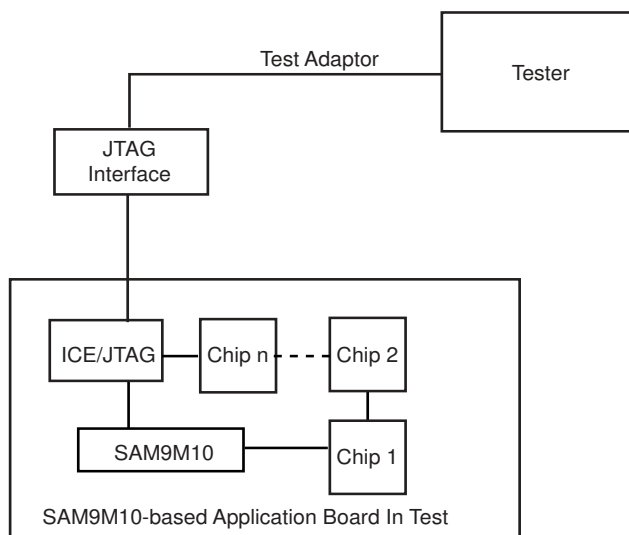 Test Adaptor
Tester
JTAG
Interface
ICE/JTAG
Chip n
Chip 2
SAM9M10
Chip 1
SAM9M10-based Application Board In Test